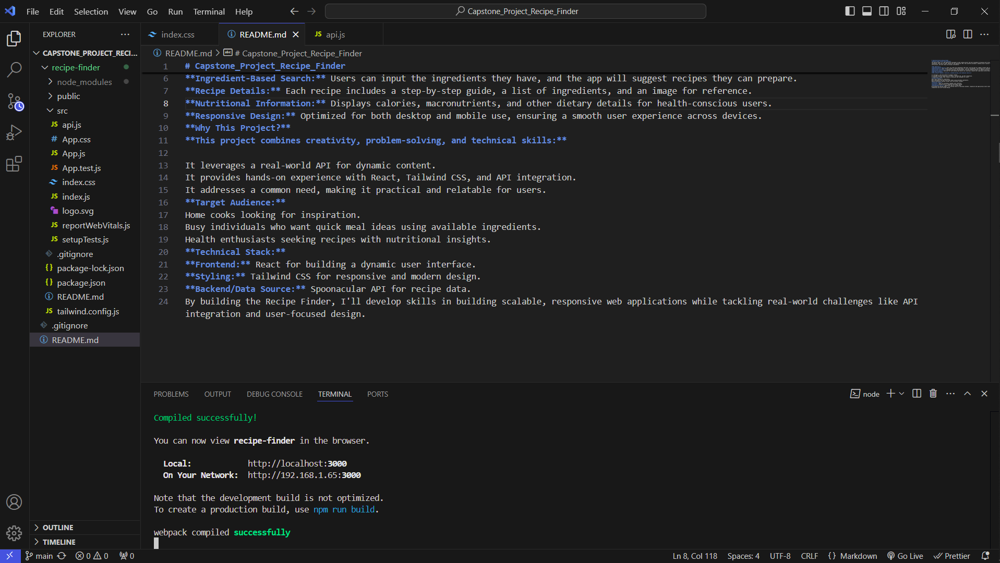 File Edit Selection View Go Run Terminal Help
Capstone_Project_Recipe_Finder
EXPLORER
CAPSTONE_PROJECT_RECI...
recipe-finder
node_modules
public
src
JS api.js
# App.css
JS App.js
JS App.test.js
index.css
JS index.js
logo.svg
JS reportWebVitals.js
JS setupTests.js
.gitignore
{} package-lock.json
{} package.json
README.md
JS tailwind.config.js
.gitignore
README.md
OUTLINE
TIMELINE
index.css README.md JS api.js
README.md > # Capstone_Project_Recipe_Finder
1 # Capstone_Project_Recipe_Finder
6 **Ingredient-Based Search:** Users can input the ingredients they have, and the app will suggest recipes they can prepare.
7 **Recipe Details:** Each recipe includes a step-by-step guide, a list of ingredients, and an image for reference.
8 **Nutritional Information:** Displays calories, macronutrients, and other dietary details for health-conscious users.
9 **Responsive Design:** Optimized for both desktop and mobile use, ensuring a smooth user experience across devices.
10 **Why This Project?**
11 **This project combines creativity, problem-solving, and technical skills:**
12
13 It leverages a real-world API for dynamic content.
14 It provides hands-on experience with React, Tailwind CSS, and API integration.
15 It addresses a common need, making it practical and relatable for users.
16 **Target Audience:**
17 Home cooks looking for inspiration.
18 Busy individuals who want quick meal ideas using available ingredients.
19 Health enthusiasts seeking recipes with nutritional insights.
20 **Technical Stack:**
21 **Frontend:** React for building a dynamic user interface.
22 **Styling:** Tailwind CSS for responsive and modern design.
23 **Backend/Data Source:** Spoonacular API for recipe data.
24 By building the Recipe Finder, I'll develop skills in building scalable, responsive web applications while tackling real-world challenges like API
integration and user-focused design.
PROBLEMS OUTPUT DEBUG CONSOLE TERMINAL PORTS
node
Compiled successfully!
You can now view recipe-finder in the browser.
Local: http://localhost:3000
On Your Network: http://192.168.1.65:3000
Note that the development build is not optimized.
To create a production build, use npm run build.
webpack compiled successfully
main 0 0 0 Ln 8, Col 118 Spaces: 4 UTF-8 CRLF {} Markdown Go Live Prettier